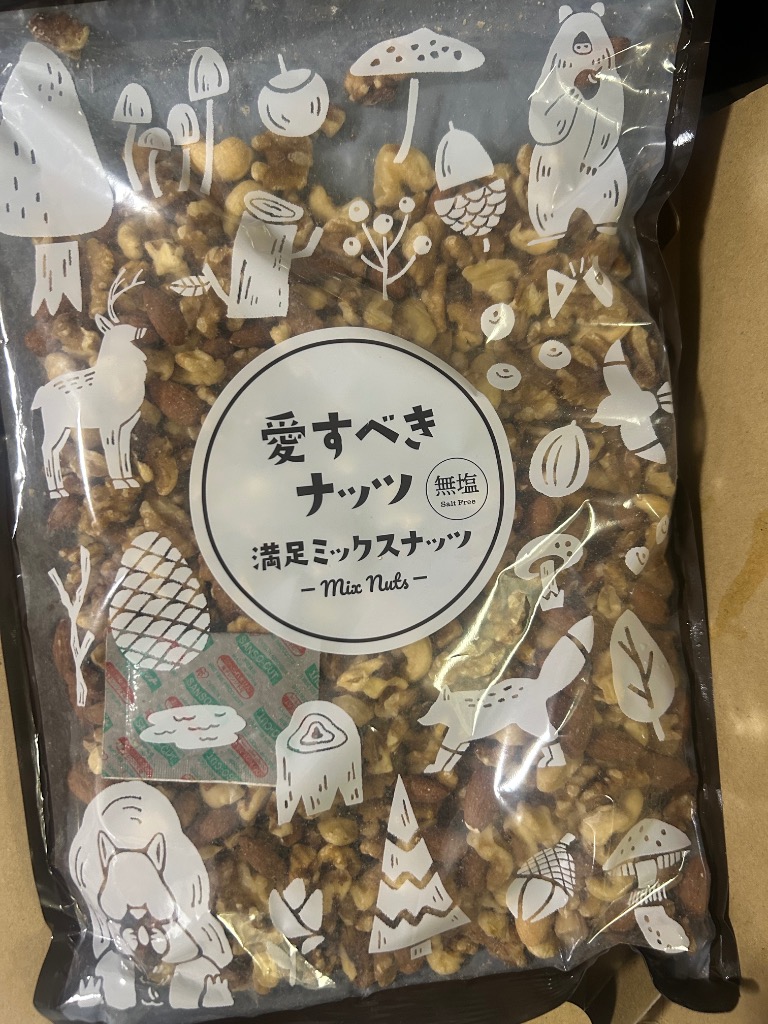 愛すべき
ナッツ
無塩
Salt Free
満足ミックスナッツ
- Mix Nuts -